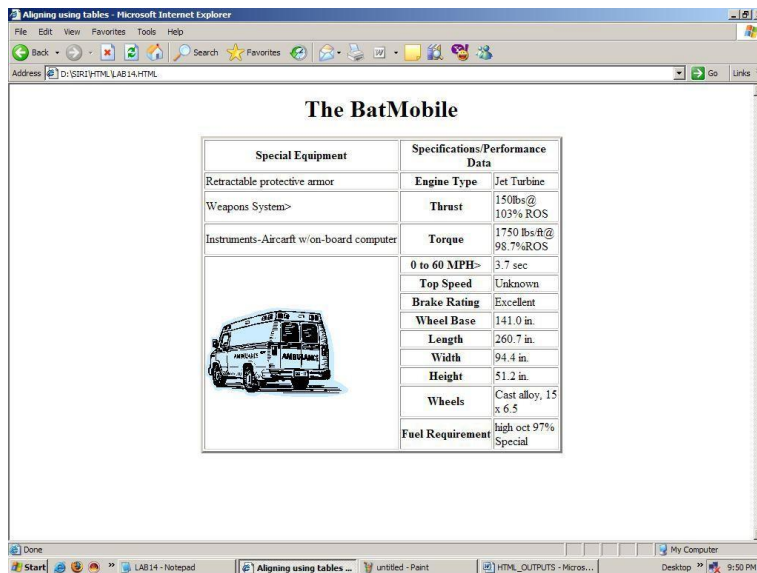 Aligning using tables - Microsoft Internet Explorer
File Edit View Favorites Tools Help
Back Search Favorites
Address D:\SIRI\HTML\LAB14.HTML Go Links
The BatMobile
Special Equipment Specifications/Performance
Data
Retractable protective armor Engine Type Jet Turbine
Weapons System> Thrust 150lbs@
103% ROS
Instruments-Aircarft w/on-board computer Torque 1750 lbs/ft@
98.7%ROS
0 to 60 MPH> 3.7 sec
Top Speed Unknown
Brake Rating Excellent
Wheel Base 141.0 in.
Length 260.7 in.
Width 94.4 in.
Height 51.2 in.
Wheels Cast alloy, 15
x 6.5
Fuel Requirement high oct 97%
Special
AMBULANCE AMBULANCE
Done My Computer
Start LAB14 - Notepad Aligning using tables ... untitled - Paint HTML_OUTPUTS - Micros... Desktop 9:50 PM